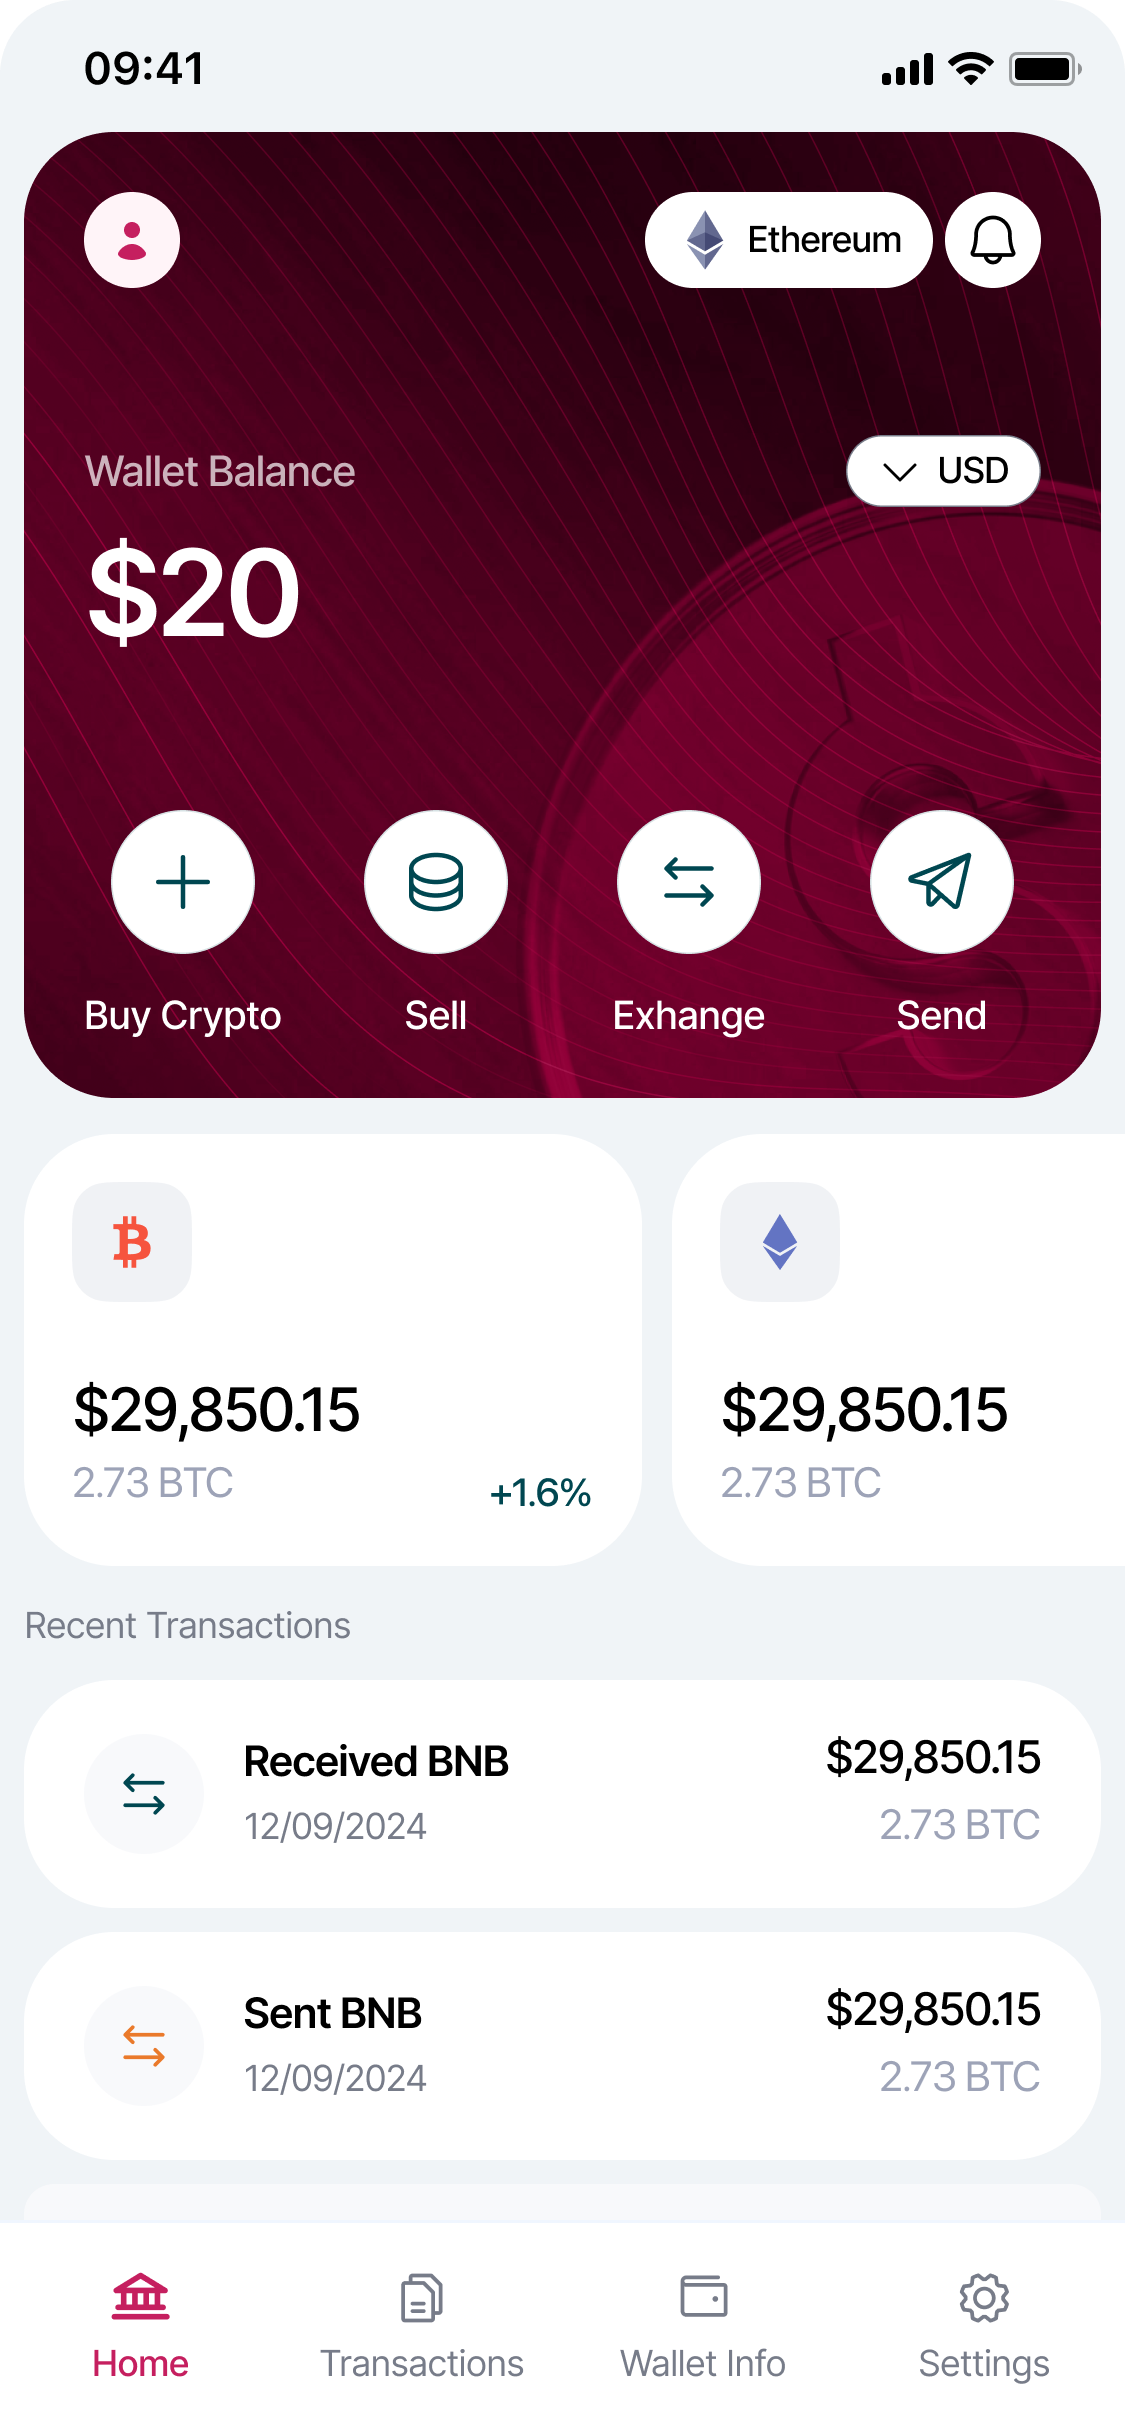 09:41
Ethereum
Wallet Balance
USD
$20
Buy Crypto
Sell
Exhange
Send
$29,850.15
2.73 BTC
+1.6%
$29,850.15
2.73 BTC
Recent Transactions
Received BNB
$29,850.15
12/09/2024
2.73 BTC
Sent BNB
$29,850.15
12/09/2024
2.73 BTC
Home
Transactions
Wallet Info
Settings